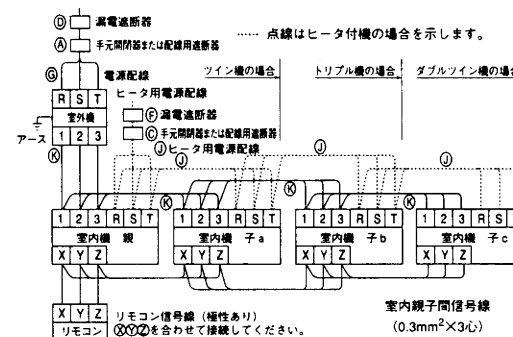 Ⓓ 漏電遮断器
Ⓐ 手元開閉器または配線用遮断器
…… 点線はヒータ付機の場合を示します。
Ⓖ 電源配線
ツイン機の場合 トリプル機の場合 ダブルツイン機の場合
ヒータ用電源配線
R S T
Ⓕ 漏電遮断器
室外機
アース
Ⓒ 手元開閉器または配線用遮断器
1 2 3
Ⓙ ヒータ用電源配線
Ⓙ Ⓙ Ⓙ
Ⓚ Ⓚ Ⓚ Ⓚ
1 2 3 R S T 1 2 3 R S T 1 2 3 R S T 1 2 3 R S
室内機 親 室内機 子a 室内機 子b 室内機 子c
X Y Z X Y Z X Y Z X Y Z
X Y Z
リモコン
リモコン信号線（極性あり）
ⓍⓎⓏを合わせて接続してください。
室内親子間信号線
（0.3mm²×3心）